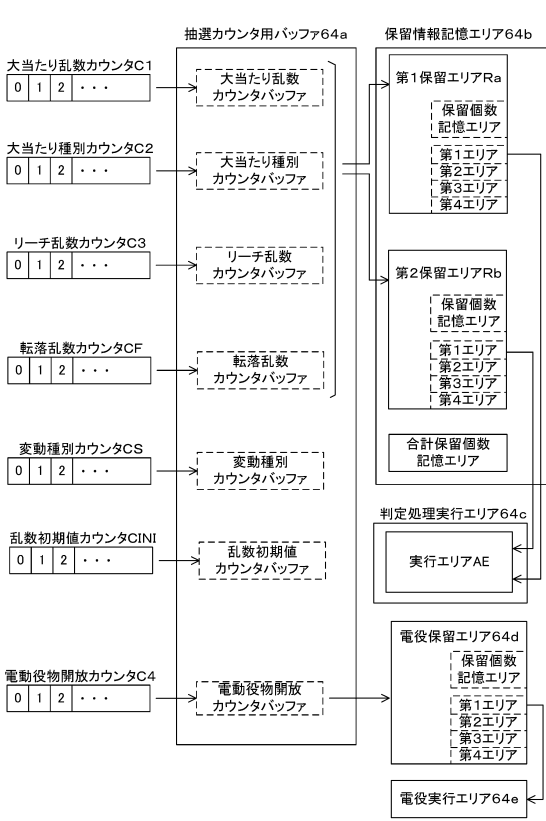 抽選カウンタ用バッファ64a
保留情報記憶エリア64b
大当たり乱数カウンタC1
0 1 2 ・・・
大当たり乱数
カウンタバッファ
大当たり種別カウンタC2
0 1 2 ・・・
大当たり種別
カウンタバッファ
リーチ乱数カウンタC3
0 1 2 ・・・
リーチ乱数
カウンタバッファ
転落乱数カウンタCF
0 1 2 ・・・
転落乱数
カウンタバッファ
変動種別カウンタCS
0 1 2 ・・・
変動種別
カウンタバッファ
乱数初期値カウンタCINI
0 1 2 ・・・
乱数初期値
カウンタバッファ
電動役物開放カウンタC4
0 1 2 ・・・
電動役物開放
カウンタバッファ
第1保留エリアRa
保留個数
記憶エリア
第1エリア
第2エリア
第3エリア
第4エリア
第2保留エリアRb
保留個数
記憶エリア
第1エリア
第2エリア
第3エリア
第4エリア
合計保留個数
記憶エリア
判定処理実行エリア64c
実行エリアAE
電役保留エリア64d
保留個数
記憶エリア
第1エリア
第2エリア
第3エリア
第4エリア
電役実行エリア64e